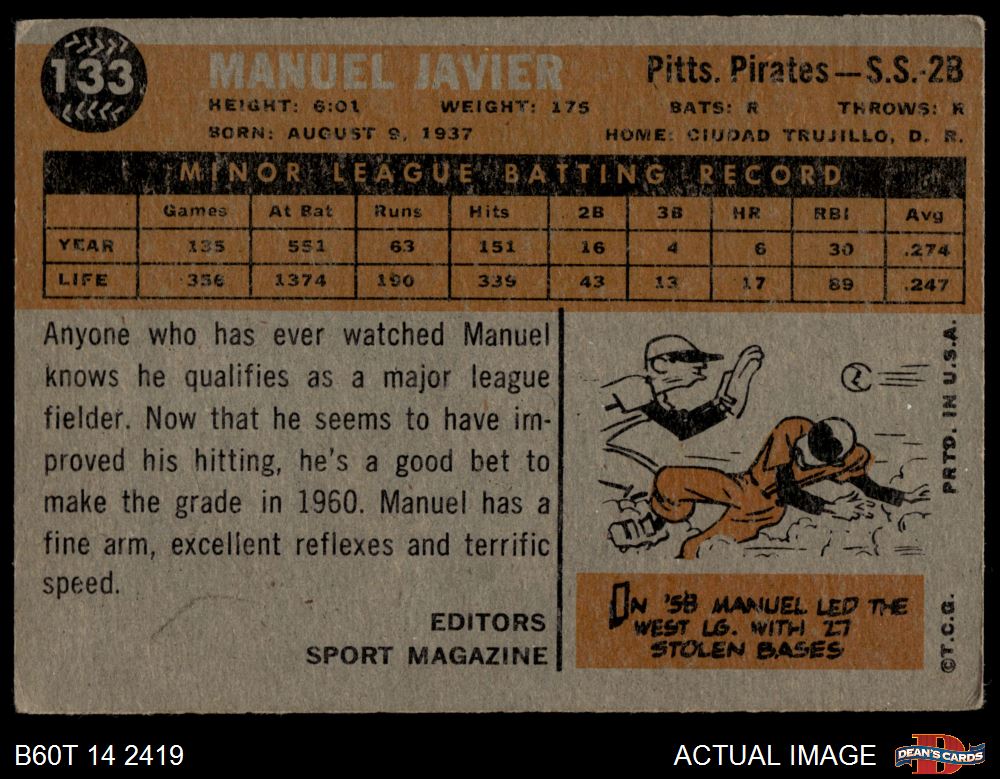 133
MANUEL JAVIER
Pitts. Pirates—S.S.-2B
HEIGHT: 6:01 WEIGHT: 175 BATS: R THROWS: R
BORN: AUGUST 9, 1937 HOME: CIUDAD TRUJILLO, D. R.
MINOR LEAGUE BATTING RECORD
Games At Bat Runs Hits 2B 3B HR RBI Avg
YEAR 135 551 63 151 16 4 6 30 .274
LIFE 356 1374 190 339 43 13 17 89 .247
Anyone who has ever watched Manuel
knows he qualifies as a major league
fielder. Now that he seems to have im-
proved his hitting, he's a good bet to
make the grade in 1960. Manuel has a
fine arm, excellent reflexes and terrific
speed.
EDITORS
SPORT MAGAZINE
IN '58 MANUEL LED THE
WEST LG. WITH 27
STOLEN BASES
PRTD. IN U.S.A.
©T.C.G.
B60T 14 2419
ACTUAL IMAGE
DEAN'S CARDS